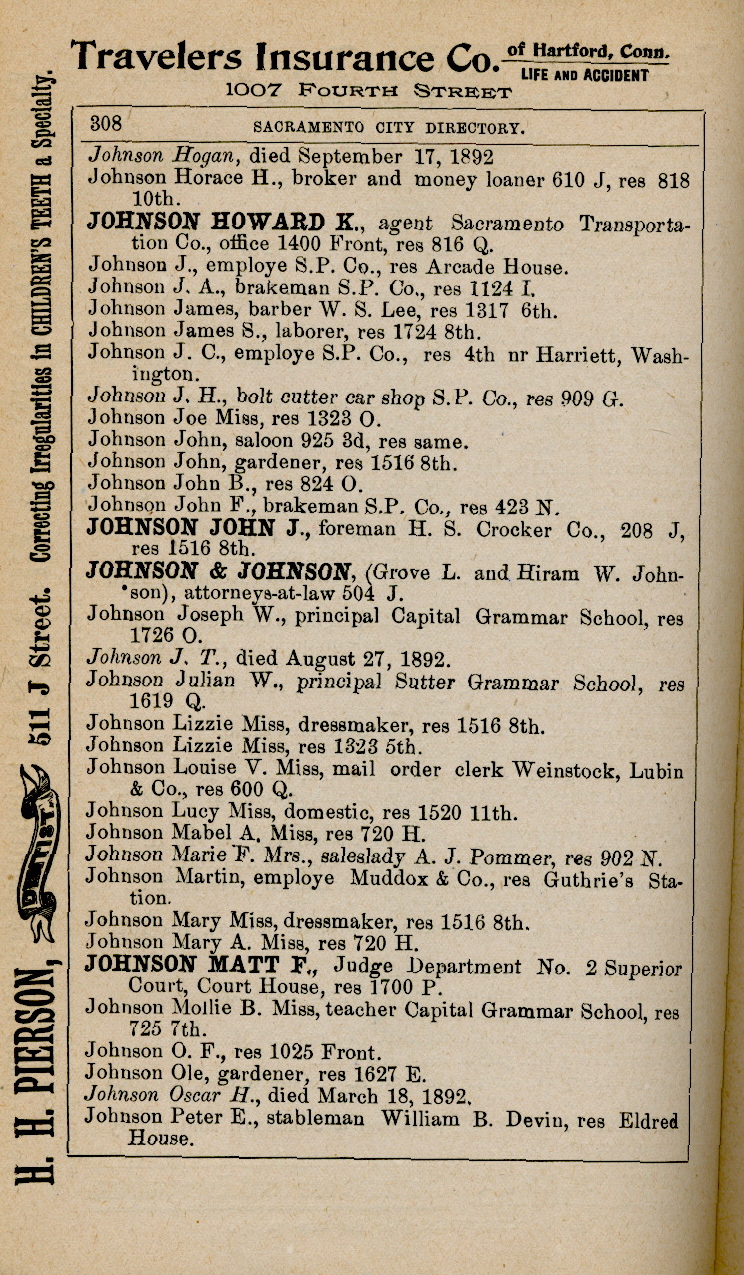 Travelers Insurance Co. of Hartford, Conn.
LIFE AND ACCIDENT
1007 FOURTH STREET
308 SACRAMENTO CITY DIRECTORY.
Johnson Hogan, died September 17, 1892
Johnson Horace H., broker and money loaner 610 J, res 818
10th.
JOHNSON HOWARD K., agent Sacramento Transporta-
tion Co., office 1400 Front, res 816 Q.
Johnson J., employe S.P. Co., res Arcade House.
Johnson J. A., brakeman S.P. Co., res 1124 I.
Johnson James, barber W. S. Lee, res 1317 6th.
Johnson James S., laborer, res 1724 8th.
Johnson J. C., employe S.P. Co., res 4th nr Harriett, Wash-
ington.
Johnson J. H., bolt cutter car shop S.P. Co., res 909 G.
Johnson Joe Miss, res 1323 O.
Johnson John, saloon 925 3d, res same.
Johnson John, gardener, res 1516 8th.
Johnson John B., res 824 O.
Johnson John F., brakeman S.P. Co., res 423 N.
JOHNSON JOHN J., foreman H. S. Crocker Co., 208 J,
res 1516 8th.
JOHNSON & JOHNSON, (Grove L. and Hiram W. John-
son), attorneys-at-law 504 J.
Johnson Joseph W., principal Capital Grammar School, res
1726 O.
Johnson J. T., died August 27, 1892.
Johnson Julian W., principal Sutter Grammar School, res
1619 Q.
Johnson Lizzie Miss, dressmaker, res 1516 8th.
Johnson Lizzie Miss, res 1323 5th.
Johnson Louise V. Miss, mail order clerk Weinstock, Lubin
& Co., res 600 Q.
Johnson Lucy Miss, domestic, res 1520 11th.
Johnson Mabel A. Miss, res 720 H.
Johnson Marie F. Mrs., saleslady A. J. Pommer, res 902 N.
Johnson Martin, employe Muddox & Co., res Guthrie's Sta-
tion.
Johnson Mary Miss, dressmaker, res 1516 8th.
Johnson Mary A. Miss, res 720 H.
JOHNSON MATT F., Judge Department No. 2 Superior
Court, Court House, res 1700 P.
Johnson Mollie B. Miss, teacher Capital Grammar School, res
725 7th.
Johnson O. F., res 1025 Front.
Johnson Ole, gardener, res 1627 E.
Johnson Oscar H., died March 18, 1892.
Johnson Peter E., stableman William B. Devin, res Eldred
House.
H. H. PIERSON, DENTIST. 511 J Street. Correcting Irregularities in CHILDREN'S TEETH a Specialty.